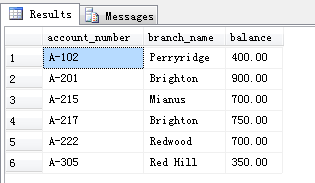 Results Messages
account_number branch_name balance
1 A-102 Perryridge 400.00
2 A-201 Brighton 900.00
3 A-215 Mianus 700.00
4 A-217 Brighton 750.00
5 A-222 Redwood 700.00
6 A-305 Red Hill 350.00